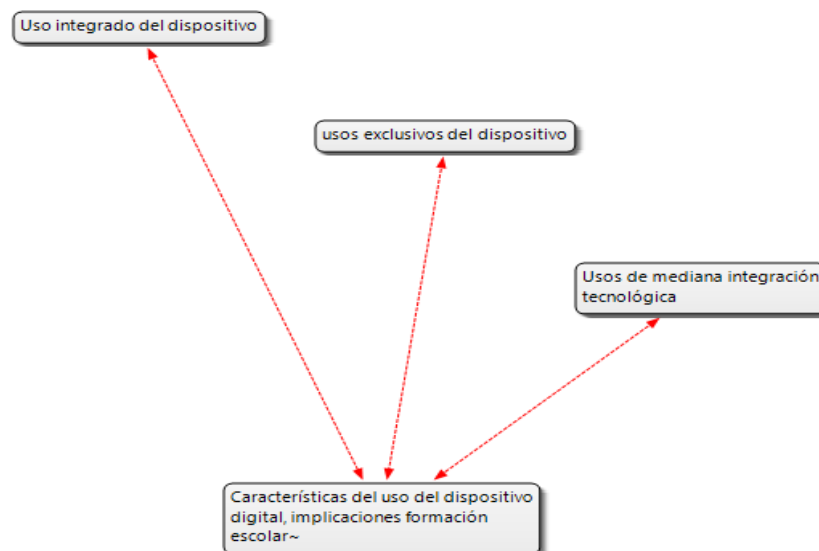 Uso integrado del dispositivo
usos exclusivos del dispositivo
Usos de mediana integración
tecnológica
Características del uso del dispositivo
digital, implicaciones formación
escolar~